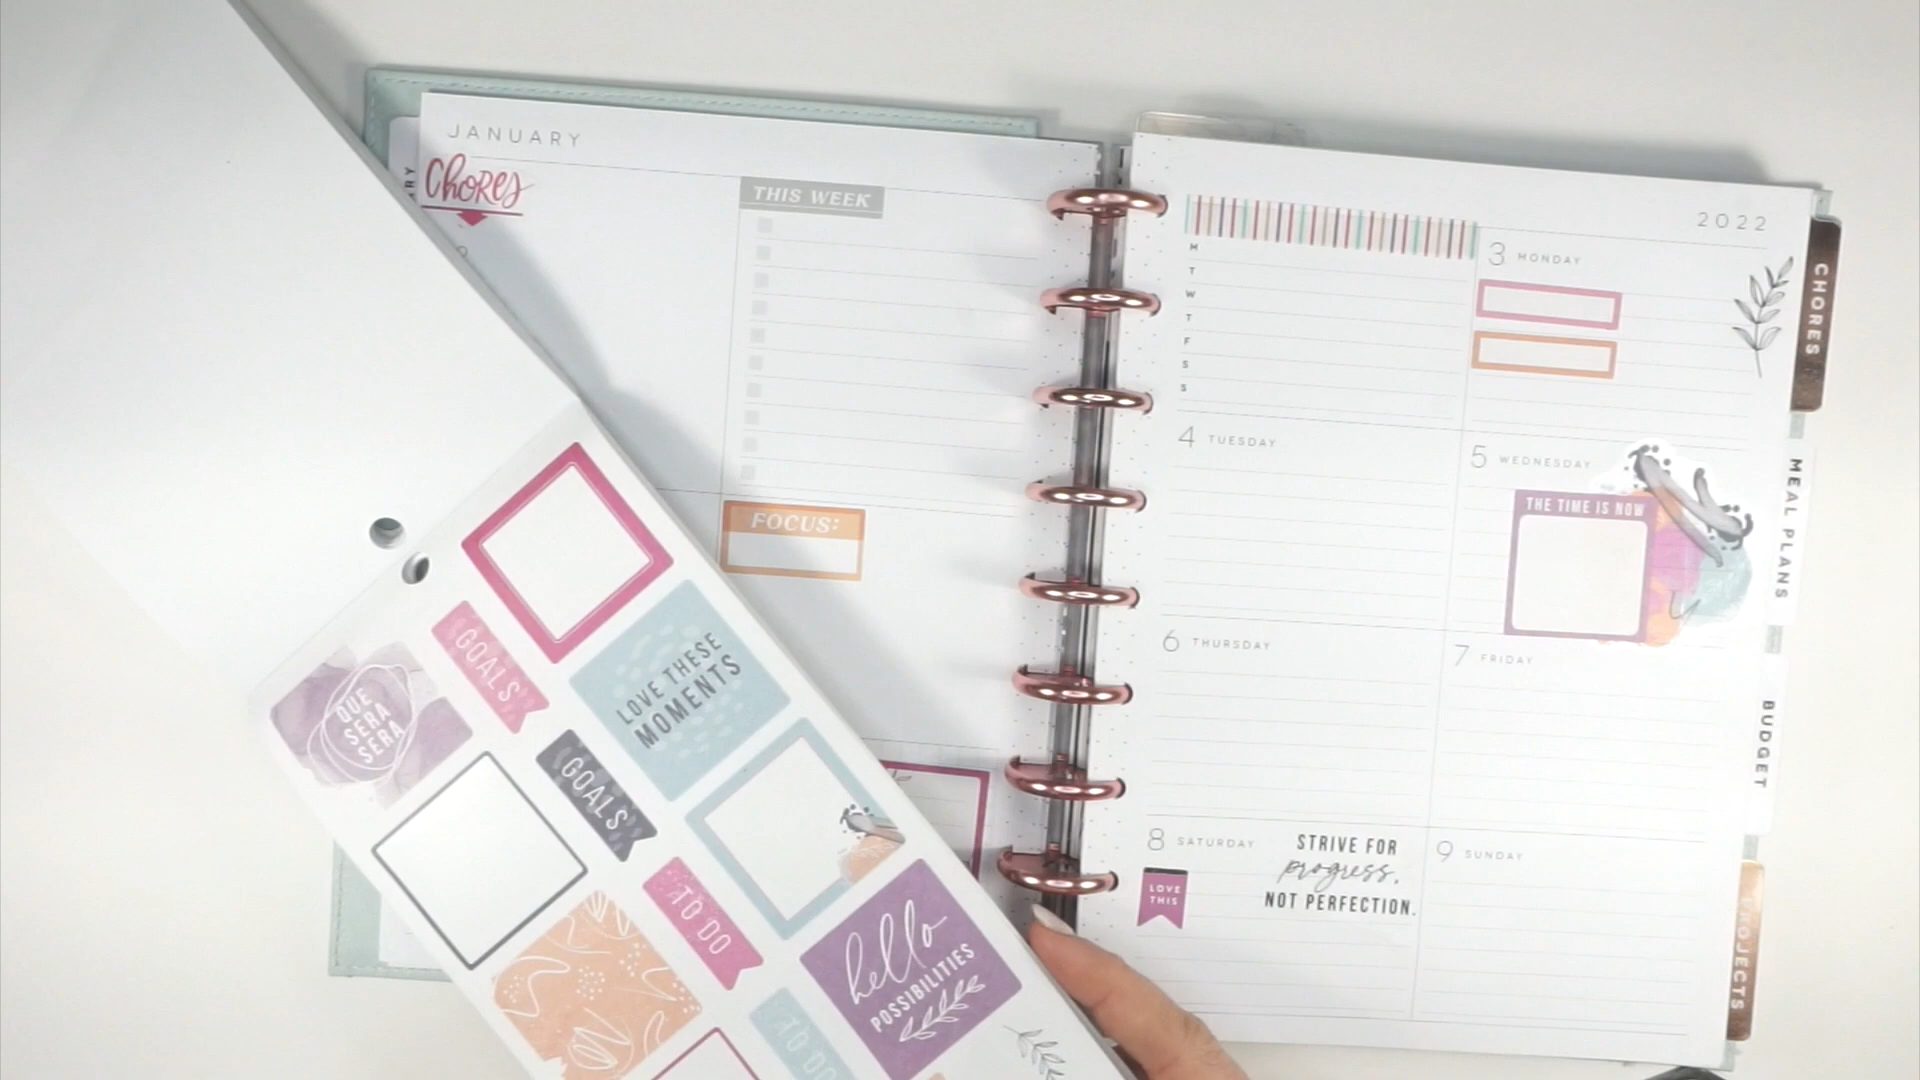 JANUARY
Chores
THIS WEEK
FOCUS:
2022
M
T
W
T
F
S
S
3 MONDAY
4 TUESDAY
5 WEDNESDAY
THE TIME IS NOW
6 THURSDAY
7 FRIDAY
8 SATURDAY
LOVE
THIS
STRIVE FOR
progress,
NOT PERFECTION.
9 SUNDAY
CHORES
MEAL PLANS
BUDGET
PROJECTS
GOALS
LOVE THESE
MOMENTS
QUE
SERA
SERA
GOALS
TO DO
hello
POSSIBILITIES
TO DO